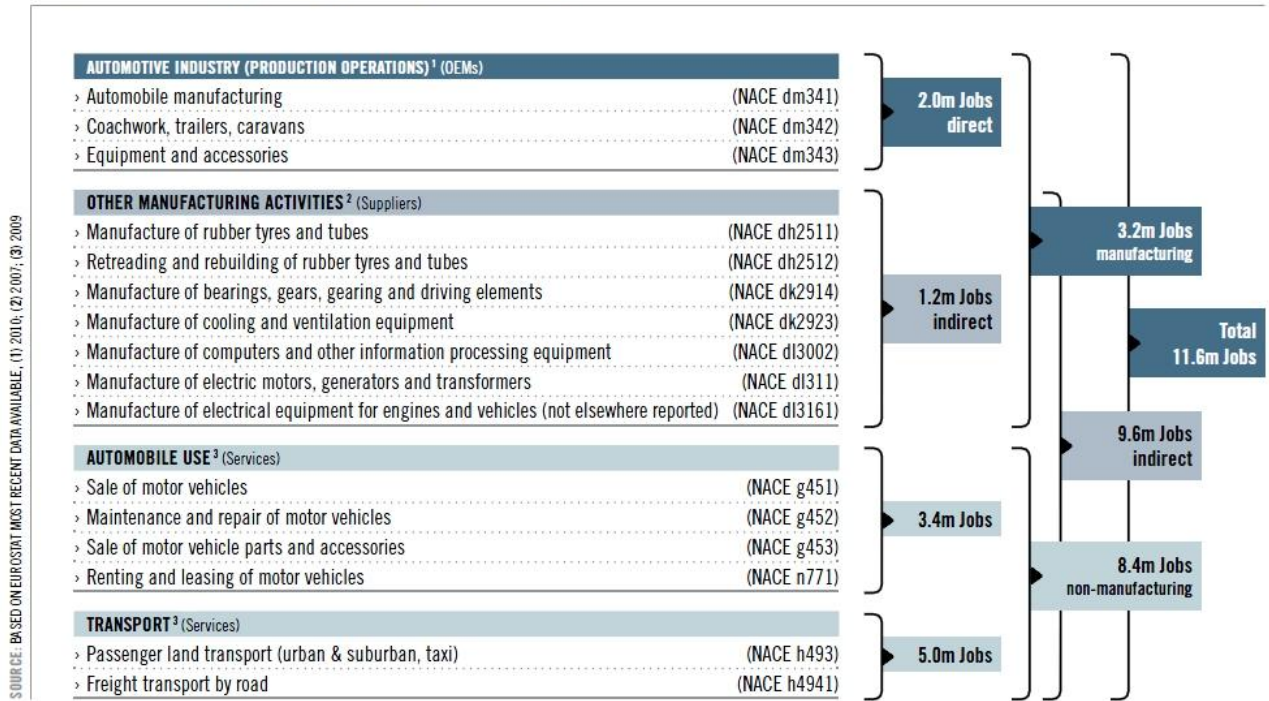 AUTOMOTIVE INDUSTRY (PRODUCTION OPERATIONS)¹ (OEMs)
› Automobile manufacturing (NACE dm341)
› Coachwork, trailers, caravans (NACE dm342)
› Equipment and accessories (NACE dm343)
2.0m Jobs
direct
OTHER MANUFACTURING ACTIVITIES² (Suppliers)
› Manufacture of rubber tyres and tubes (NACE dh2511)
› Retreading and rebuilding of rubber tyres and tubes (NACE dh2512)
› Manufacture of bearings, gears, gearing and driving elements (NACE dk2914)
› Manufacture of cooling and ventilation equipment (NACE dk2923)
› Manufacture of computers and other information processing equipment (NACE dl3002)
› Manufacture of electric motors, generators and transformers (NACE dl311)
› Manufacture of electrical equipment for engines and vehicles (not elsewhere reported) (NACE dl3161)
1.2m Jobs
indirect
AUTOMOBILE USE³ (Services)
› Sale of motor vehicles (NACE g451)
› Maintenance and repair of motor vehicles (NACE g452)
› Sale of motor vehicle parts and accessories (NACE g453)
› Renting and leasing of motor vehicles (NACE n771)
3.4m Jobs
TRANSPORT³ (Services)
› Passenger land transport (urban & suburban, taxi) (NACE h493)
› Freight transport by road (NACE h4941)
5.0m Jobs
3.2m Jobs
manufacturing
Total
11.6m Jobs
9.6m Jobs
indirect
8.4m Jobs
non-manufacturing
SOURCE: BASED ON EUROSTAT MOST RECENT DATA AVAILABLE, (1) 2010; (2) 2007; (3) 2009